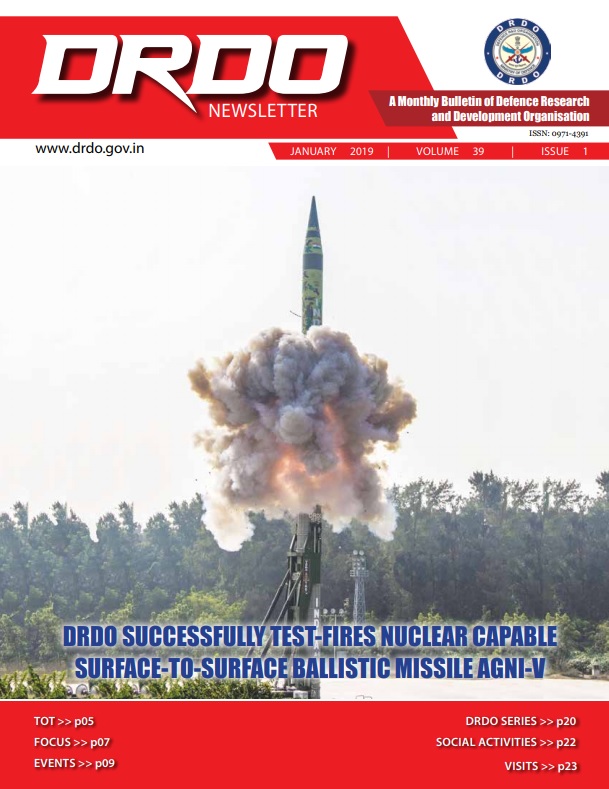 DRDO
NEWSLETTER
DRDO
DRDO
A Monthly Bulletin of Defence Research
and Development Organisation
ISSN: 0971-4391
www.drdo.gov.in
JANUARY 2019 | VOLUME 39 | ISSUE 1
DRDO SUCCESSFULLY TEST-FIRES NUCLEAR CAPABLE
SURFACE-TO-SURFACE BALLISTIC MISSILE AGNI-V
TOT >> p05
FOCUS >> p07
EVENTS >> p09
DRDO SERIES >> p20
SOCIAL ACTIVITIES >> p22
VISITS >> p23